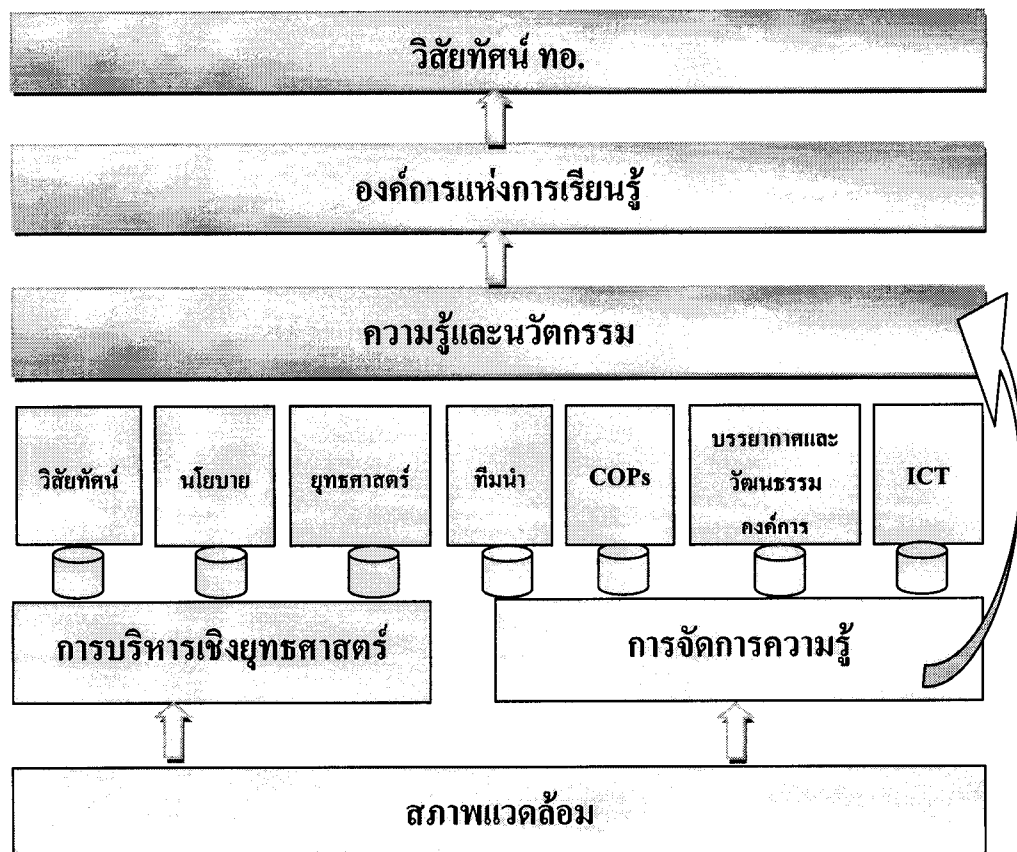 วิสัยทัศน์ ทอ.
องค์การแห่งการเรียนรู้
ความรู้และนวัตกรรม
วิสัยทัศน์
นโยบาย
ยุทธศาสตร์
ทีมนำ
COPs
บรรยากาศและ
วัฒนธรรม
องค์การ
ICT
การบริหารเชิงยุทธศาสตร์
การจัดการความรู้
สภาพแวดล้อม